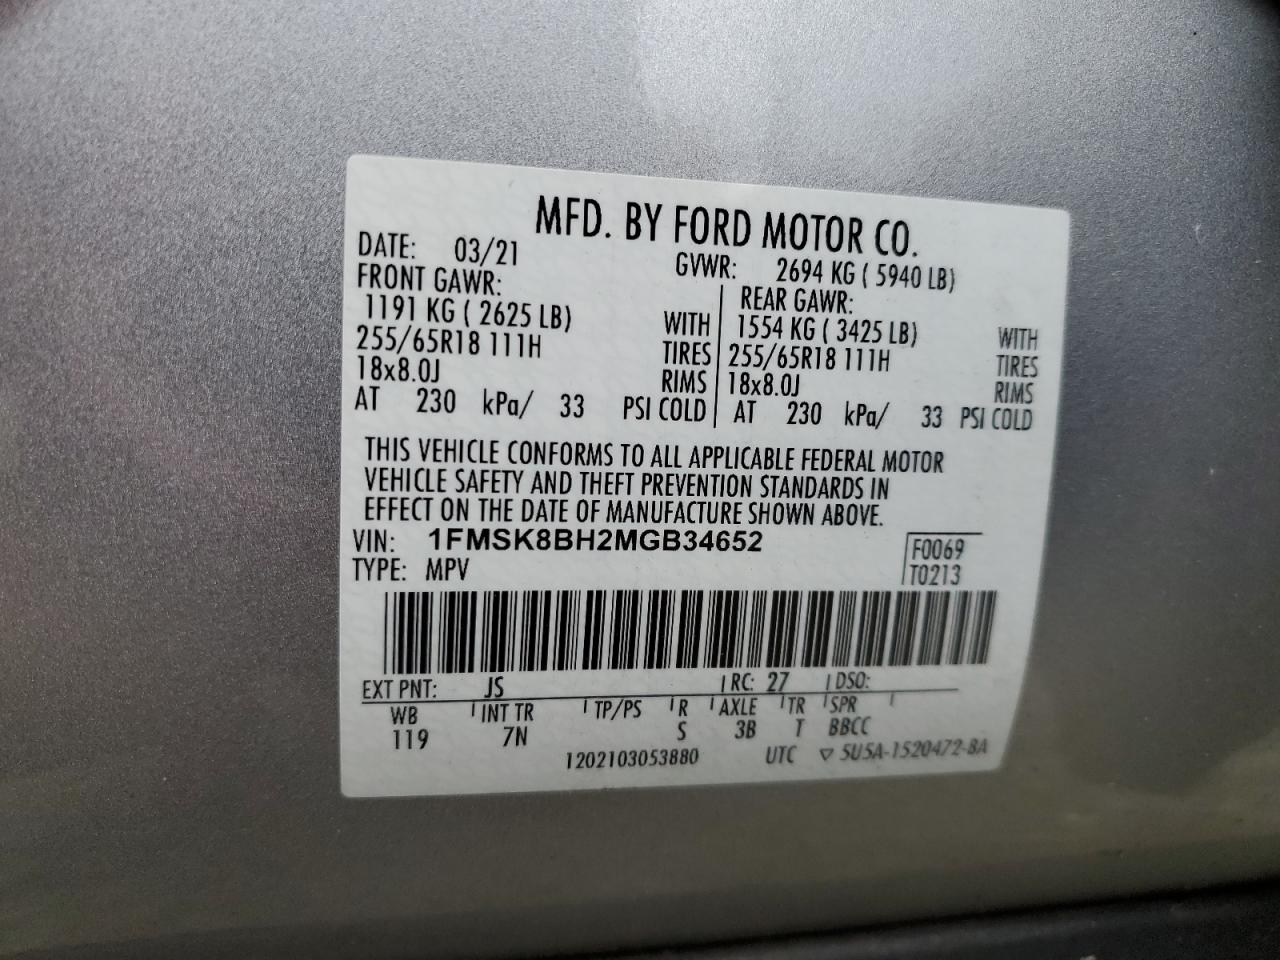 MFD. BY FORD MOTOR CO.
DATE: 03/21
GVWR: 2694 KG ( 5940 LB)
FRONT GAWR:
1191 KG ( 2625 LB) WITH
255/65R18 111H TIRES
18x8.0J RIMS
AT 230 kPa/ 33 PSI COLD
REAR GAWR:
1554 KG ( 3425 LB) WITH
255/65R18 111H TIRES
18x8.0J RIMS
AT 230 kPa/ 33 PSI COLD
THIS VEHICLE CONFORMS TO ALL APPLICABLE FEDERAL MOTOR
VEHICLE SAFETY AND THEFT PREVENTION STANDARDS IN
EFFECT ON THE DATE OF MANUFACTURE SHOWN ABOVE.
VIN: 1FMSK8BH2MGB34652
TYPE: MPV
F0069
T0213
EXT PNT: JS RC: 27 DSO:
WB INT TR TP/PS R AXLE TR SPR
119 7N S 3B T BBCC
1202103053880 UTC ▽ 5U5A-1520472-BA